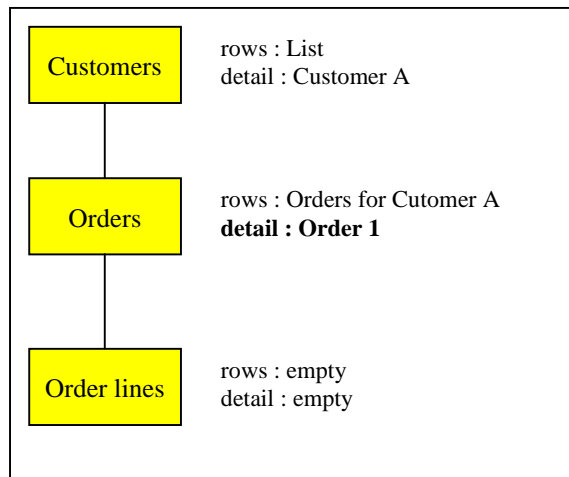 Customers
rows : List
detail : Customer A
Orders
rows : Orders for Cutomer A
detail : Order 1
Order lines
rows : empty
detail : empty